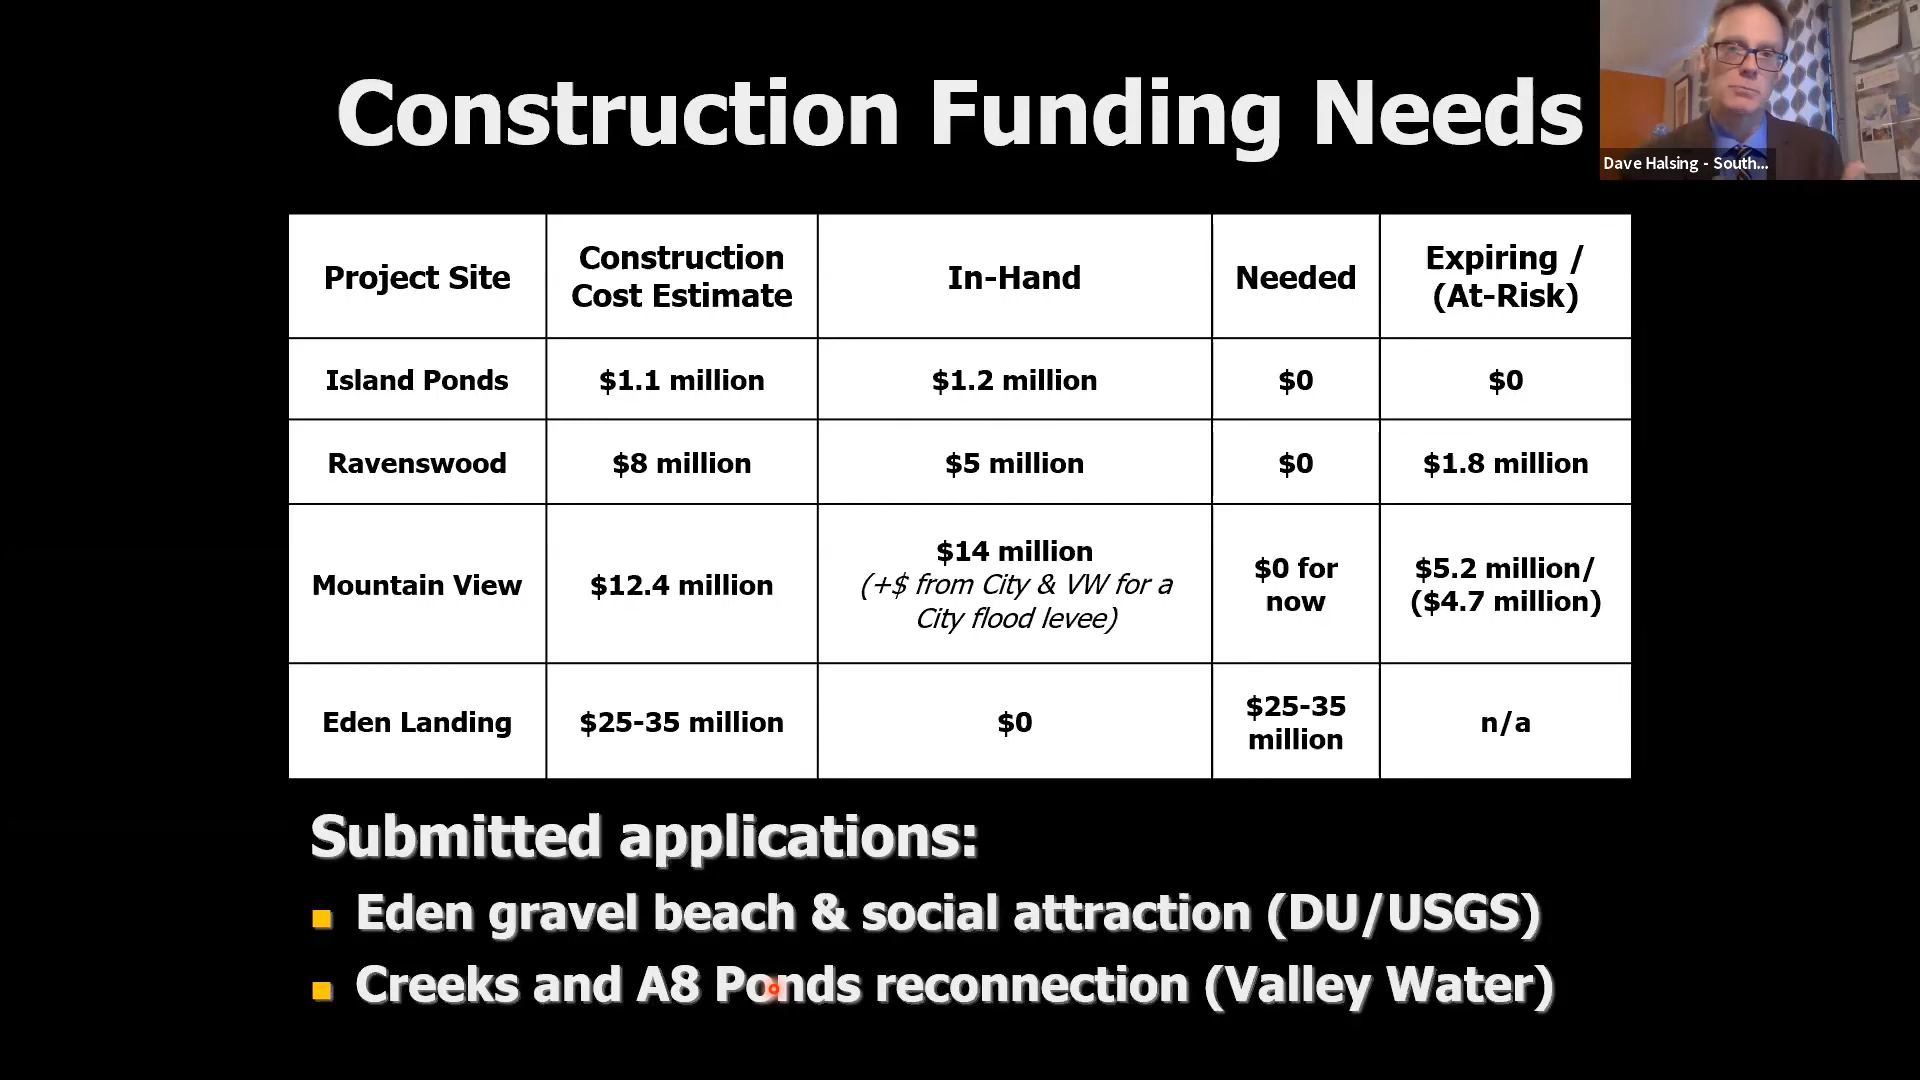 Construction Funding Needs
Dave Halsing - South...
Project Site
Construction
Cost Estimate
In-Hand
Needed
Expiring /
(At-Risk)
Island Ponds
$1.1 million
$1.2 million
$0
$0
Ravenswood
$8 million
$5 million
$0
$1.8 million
Mountain View
$12.4 million
$14 million
(+$ from City & VW for a
City flood levee)
$0 for
now
$5.2 million/
($4.7 million)
Eden Landing
$25-35 million
$0
$25-35
million
n/a
Submitted applications:
Eden gravel beach & social attraction (DU/USGS)
Creeks and A8 Ponds reconnection (Valley Water)